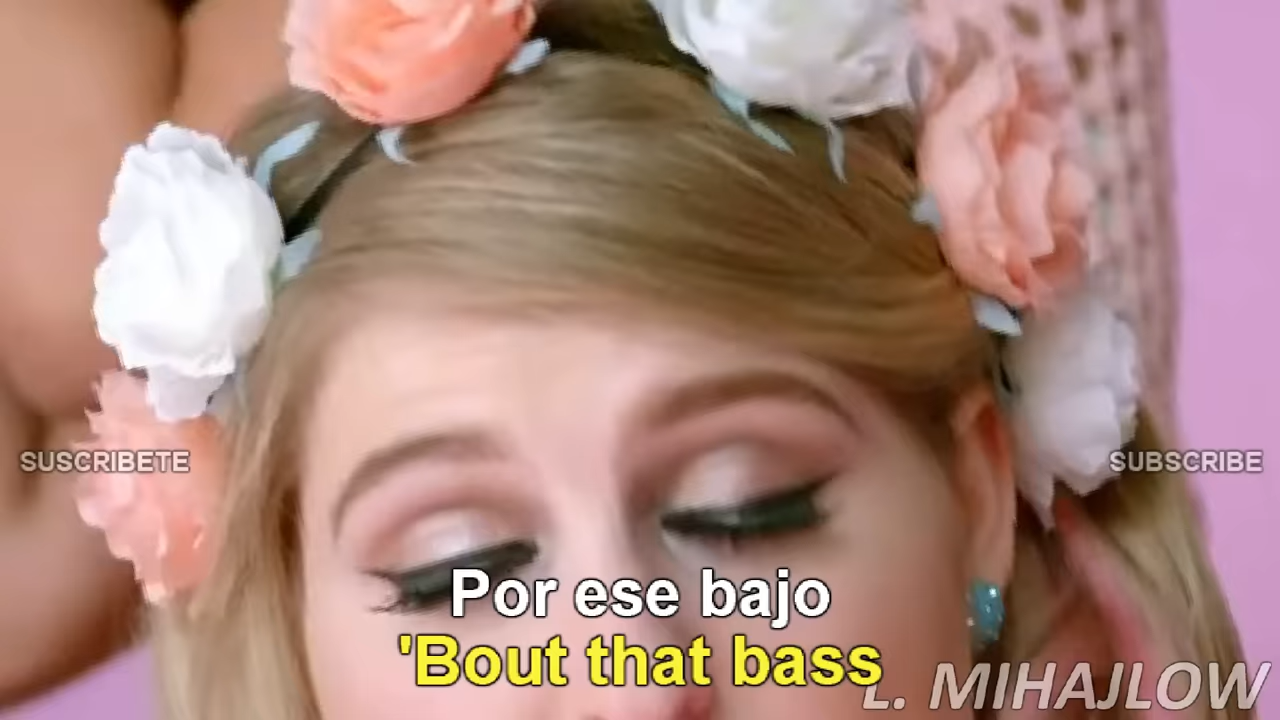 SUSCRIBETE
SUBSCRIBE
Por ese bajo
'Bout that bass
L. MIHAJLOW